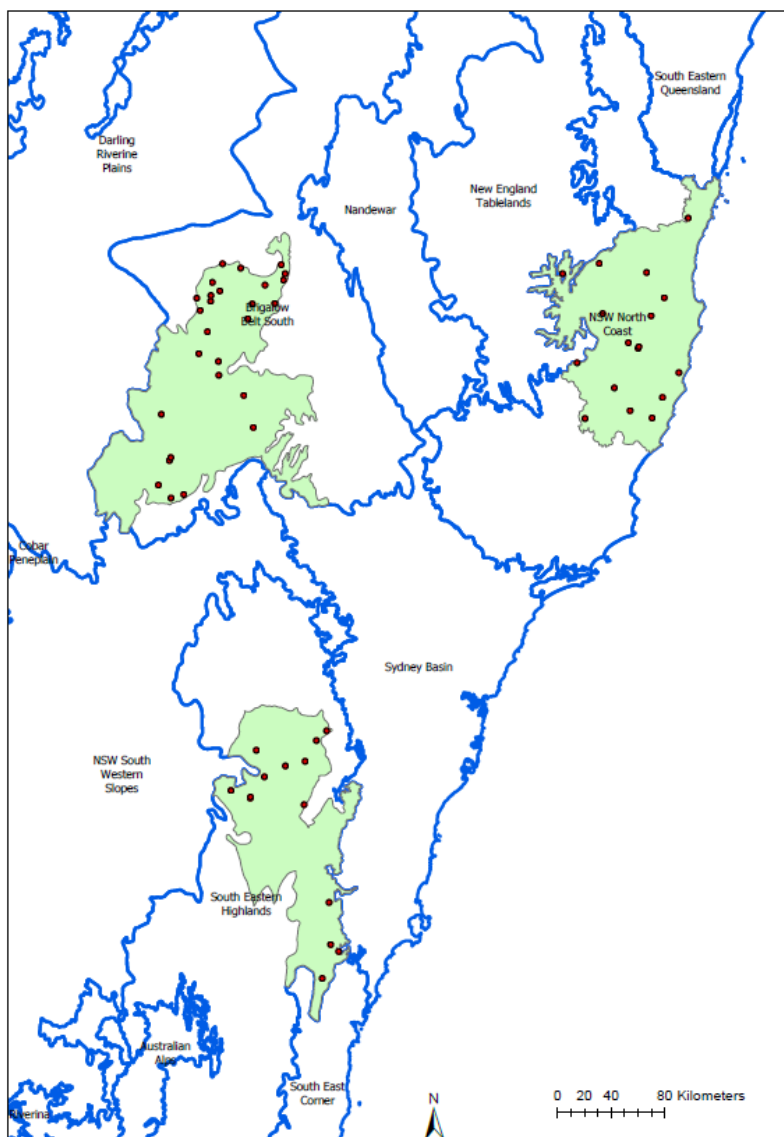 South Eastern
Queensland
Darling
Riverine
Plains
New England
Tablelands
Nandewar
Brigalow
Belt South
NSW North
Coast
Cobar
Peneplain
Sydney Basin
NSW South
Western
Slopes
South Eastern
Highlands
Australian
Alps
South East
Corner
Riverina
N
0 20 40 80 Kilometers